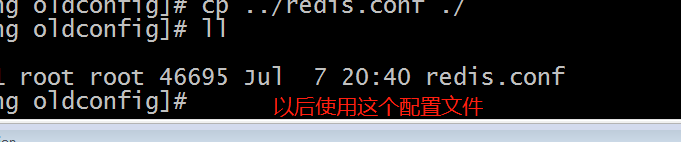 ng oldconfig]# cp ../redis.conf ./
ng oldconfig]# ll
root root 46695 Jul  7 20:40 redis.conf
ng oldconfig]#
以后使用这个配置文件